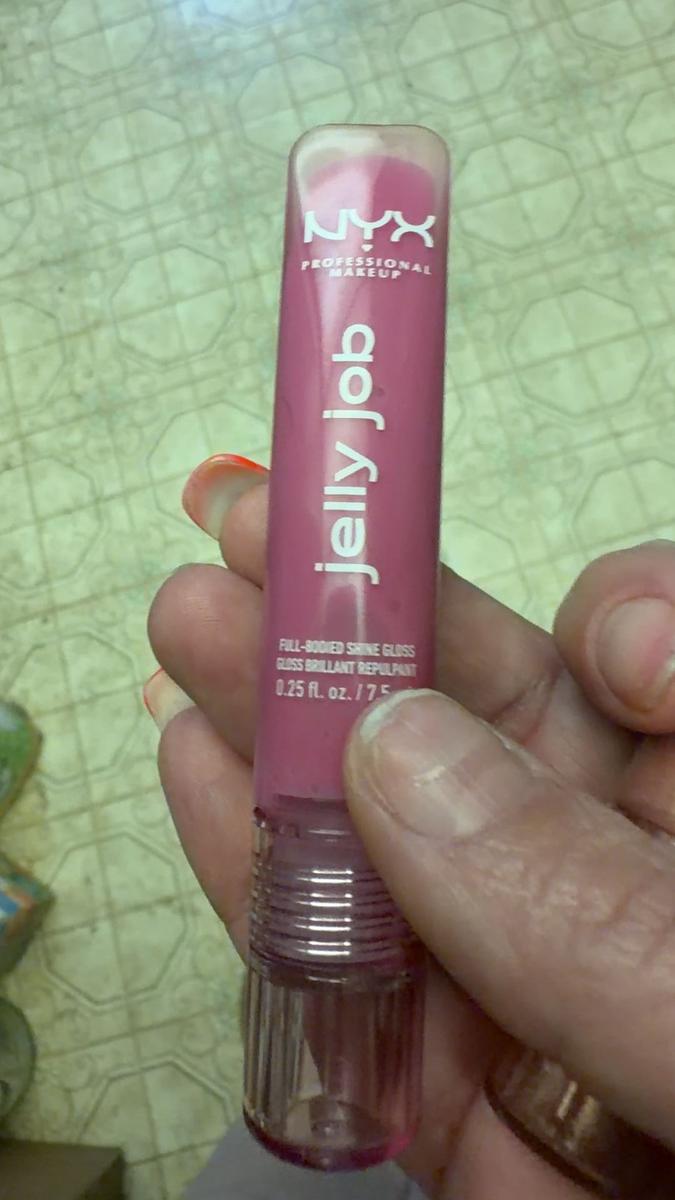 NYX
PROFESSIONAL
MAKEUP
jelly job
FULL-BODIED SHINE GLOSS
GLOSS BRILLANT REPULPANT
0.25 fl. oz. / 7.5